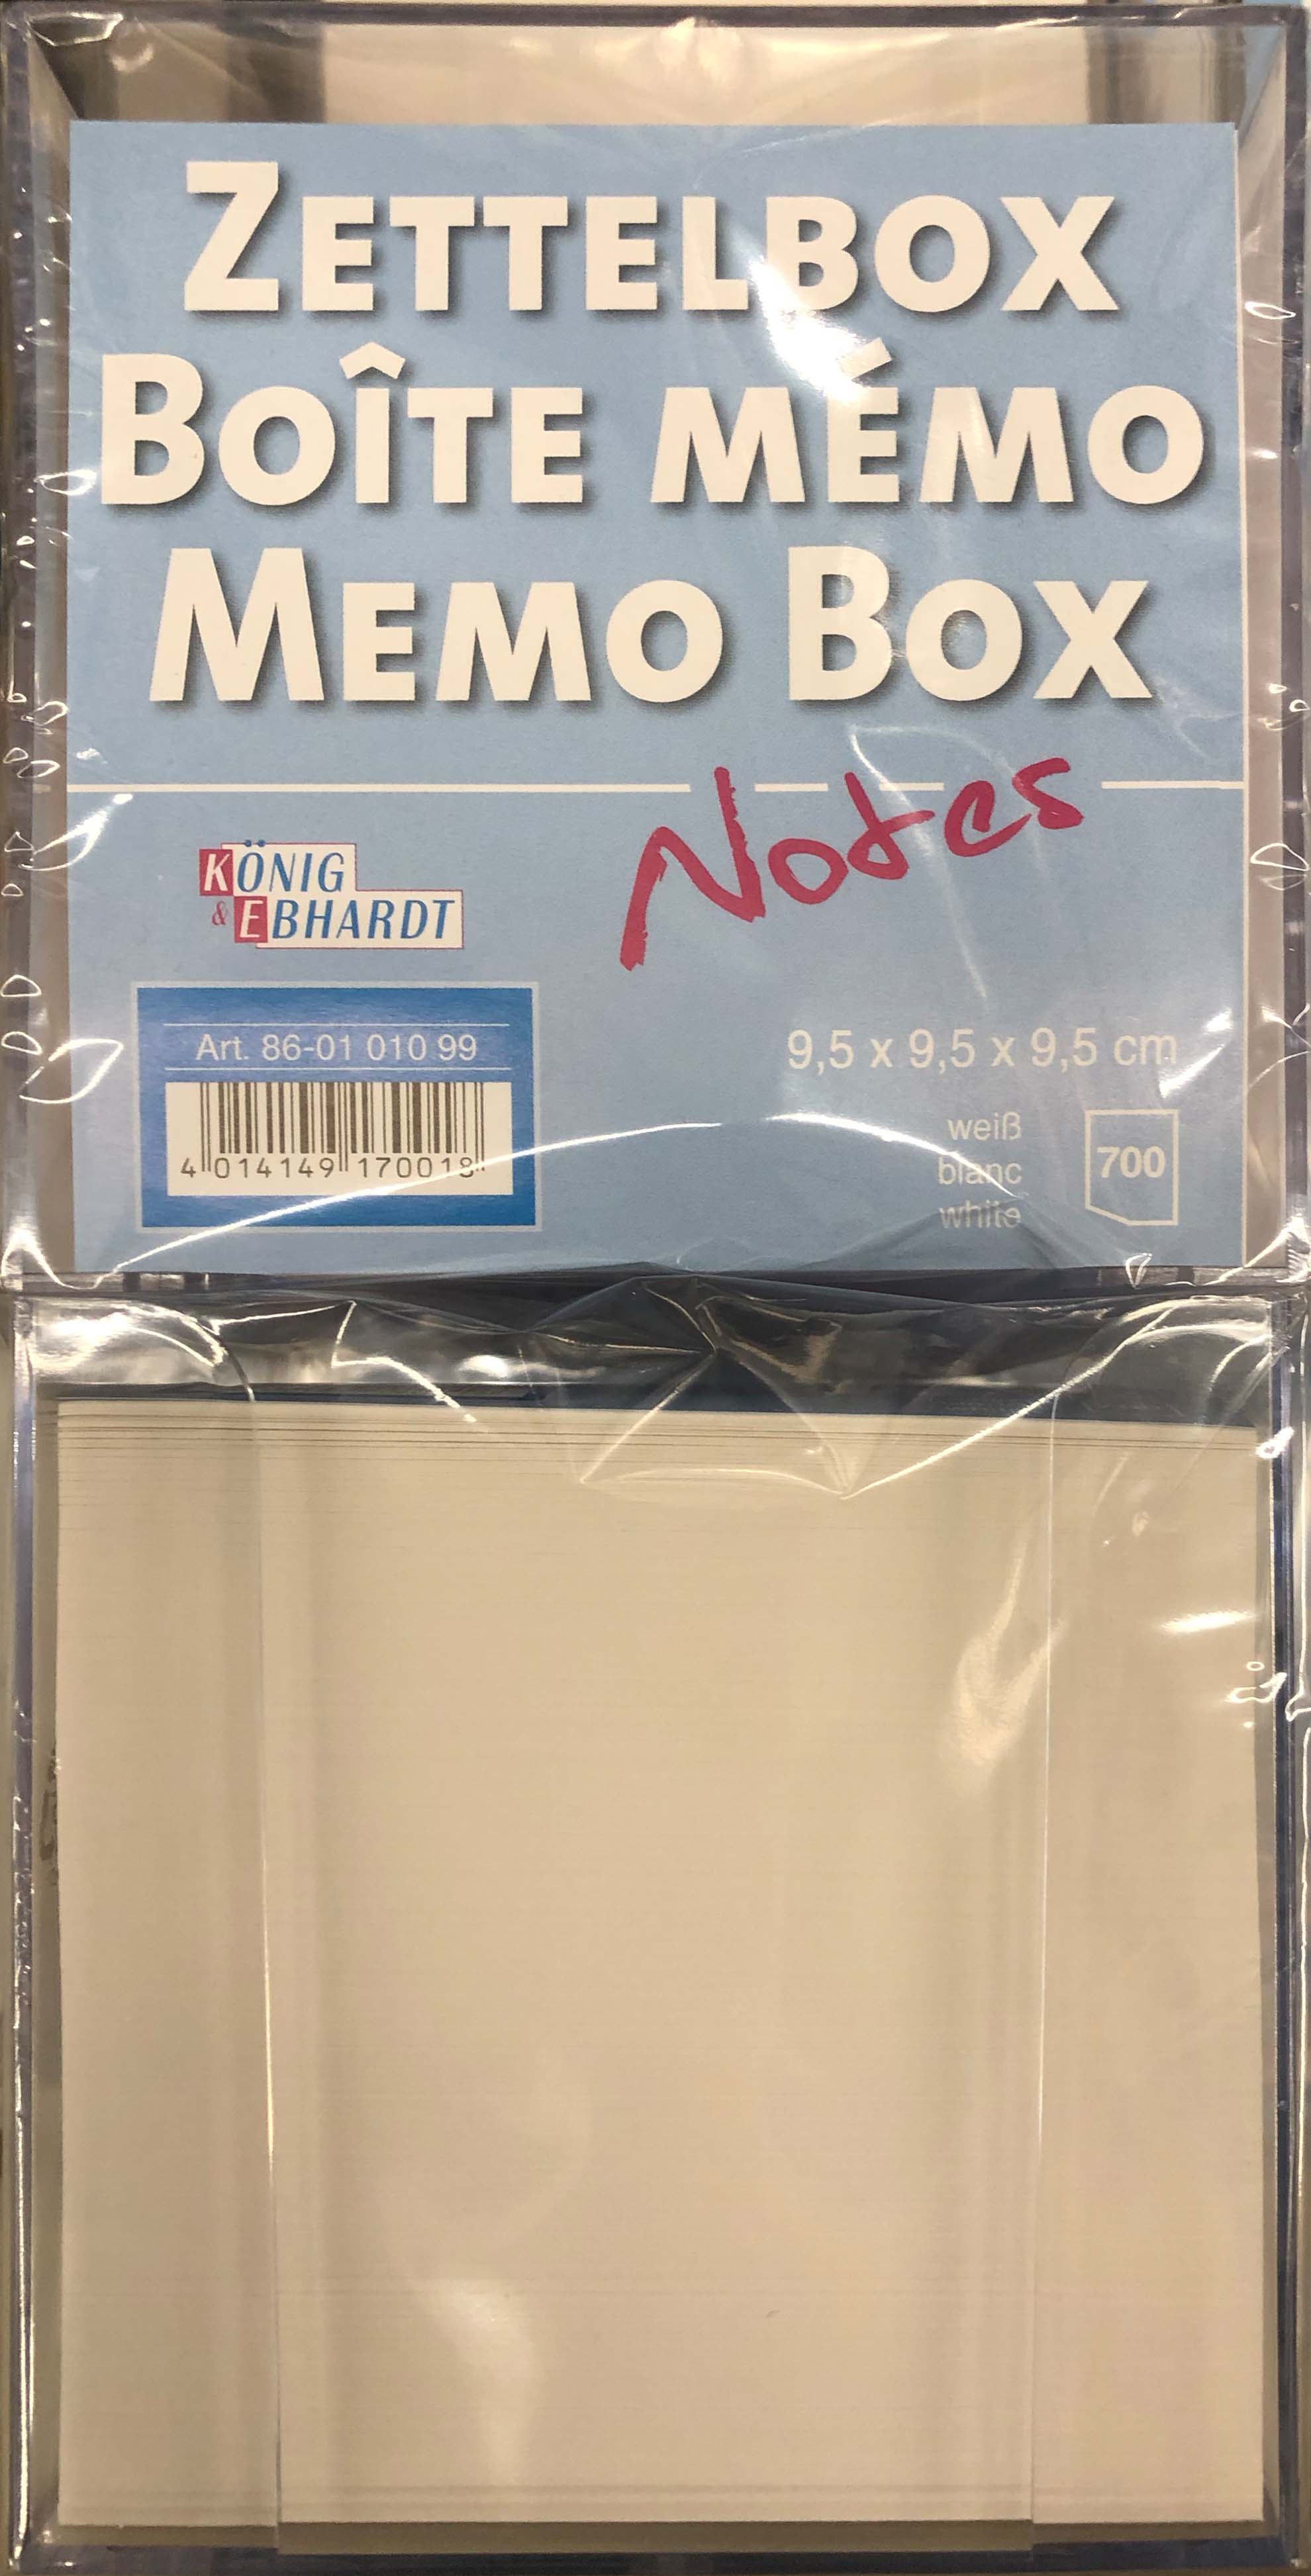 ZETTELBOX
BOÎTE MÉMO
MEMO BOX
Notes
KÖNIG
& EBHARDT
Art. 86-01 010 99
4 014149 170018
9,5 x 9,5 x 9,5 cm
weiß
blanc
white
700